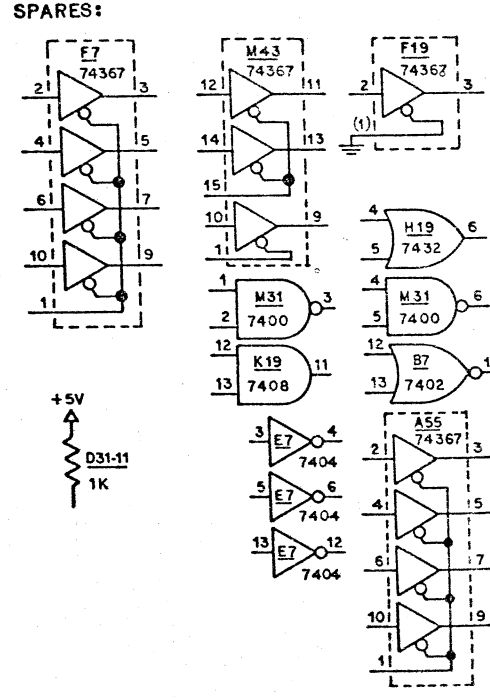 SPARES:
F7
74367
2 3
4 5
6 7
10 9
1
M43
74367
12 11
14 13
15
10 9
1
F19
74368
2 3
(1)
4
5
H19
7432
6
1
2
M31
7400
3
4
5
M31
7400
6
12
13
K19
7408
11
12
13
B7
7402
1
+5V
D31-11
1K
3 E7 4
7404
5 E7 6
7404
13 E7 12
7404
A55
74367
2 3
4 5
6 7
10 9
1